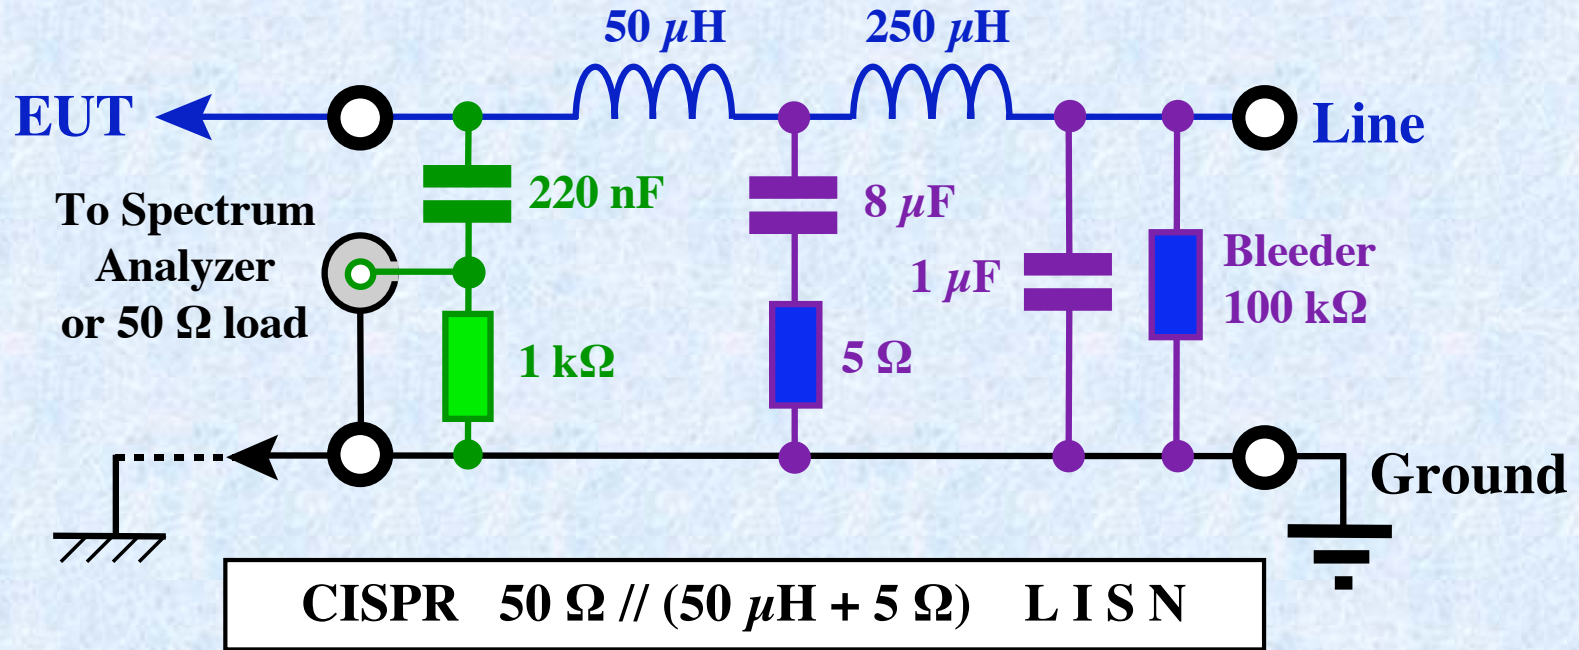 50 µH
250 µH
EUT
Line
To Spectrum
Analyzer
or 50 Ω load
220 nF
8 µF
1 µF
Bleeder
100 kΩ
1 kΩ
5 Ω
Ground
CISPR 50 Ω // (50 µH + 5 Ω) L I S N